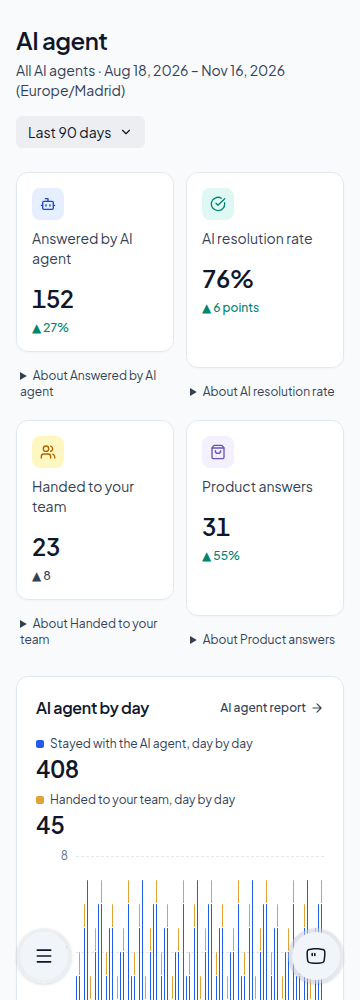 AI agent
All AI agents · Aug 18, 2026 – Nov 16, 2026
(Europe/Madrid)
Last 90 days
Answered by AI
agent
152
▲ 27%
AI resolution rate
76%
▲ 6 points
▶ About Answered by AI
agent
▶ About AI resolution rate
Handed to your
team
23
▲ 8
Product answers
31
▲ 55%
▶ About Handed to your
team
▶ About Product answers
AI agent by day
AI agent report →
Stayed with the AI agent, day by day
408
Handed to your team, day by day
45
8